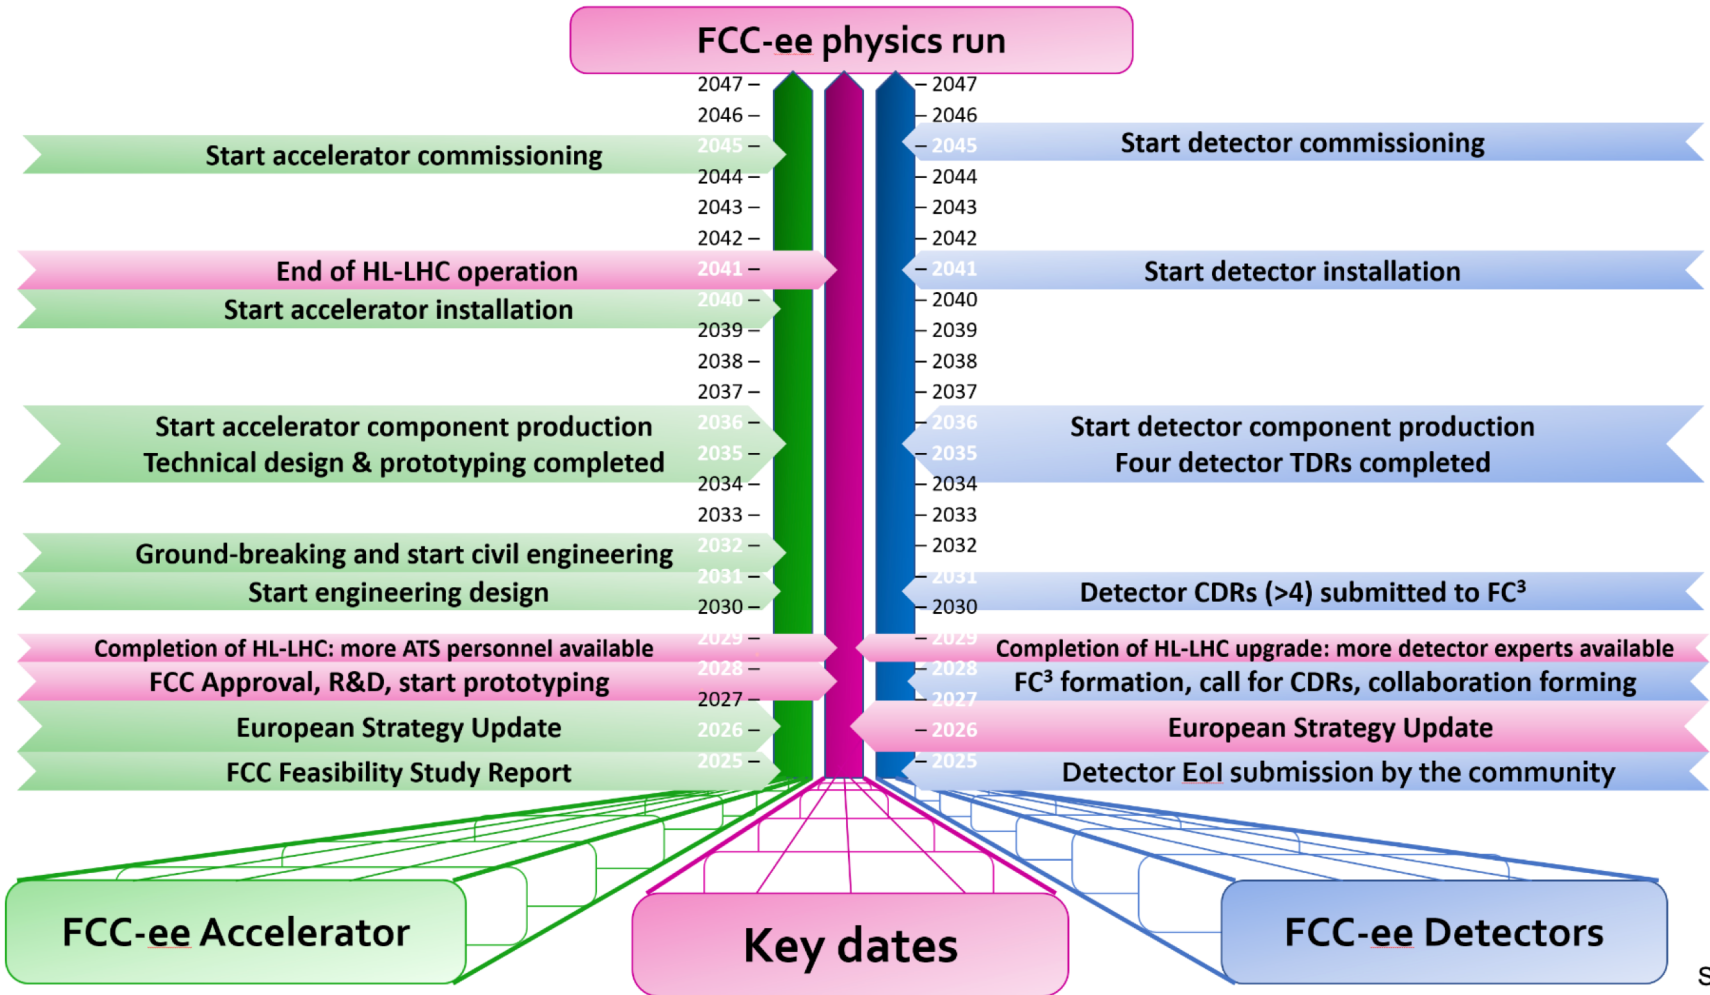 FCC-ee physics run
2047
2047
2046
2046
Start accelerator commissioning
2045
2045
Start detector commissioning
2044
2044
2043
2043
2042
2042
End of HL-LHC operation
2041
2041
Start detector installation
Start accelerator installation
2040
2040
2039
2039
2038
2038
2037
2037
Start accelerator component production
2036
2036
Start detector component production
Technical design & prototyping completed
2035
2035
Four detector TDRs completed
2034
2034
2033
2033
Ground-breaking and start civil engineering
2032
2032
Start engineering design
2031
2031
Detector CDRs (>4) submitted to FC³
2030
2030
Completion of HL-LHC: more ATS personnel available
2029
2029
Completion of HL-LHC upgrade: more detector experts available
FCC Approval, R&D, start prototyping
2028
2028
FC³ formation, call for CDRs, collaboration forming
2027
2027
European Strategy Update
2026
2026
European Strategy Update
FCC Feasibility Study Report
2025
2025
Detector EoI submission by the community
FCC-ee Accelerator
Key dates
FCC-ee Detectors